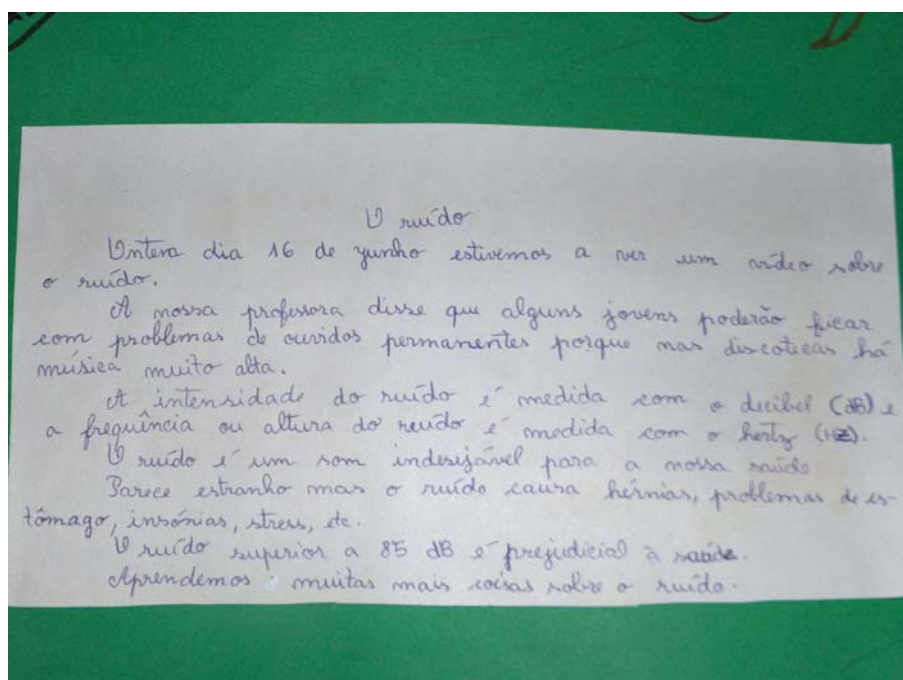 O ruído
Ontem dia 16 de yunho estivemos a ver um vídeo sobre
o ruído.
A nossa professora disse que alguns jovens poderão ficar
com problemas de ouvidos permanentes porque nas discotecas há
música muito alta.
A intensidade do ruído é medida com o decibel (dB) e
a frequência ou altura do ruído é medida com o hertz (HZ).
O ruído é um som indesejável para a nossa saúde
Parece estranho mas o ruído causa hérnias, problemas de es-
tômago, insónias, stress, etc.
O ruído superior a 85 dB é prejudicial à saúde.
Aprendemos muitas mais coisas sobre o ruído.